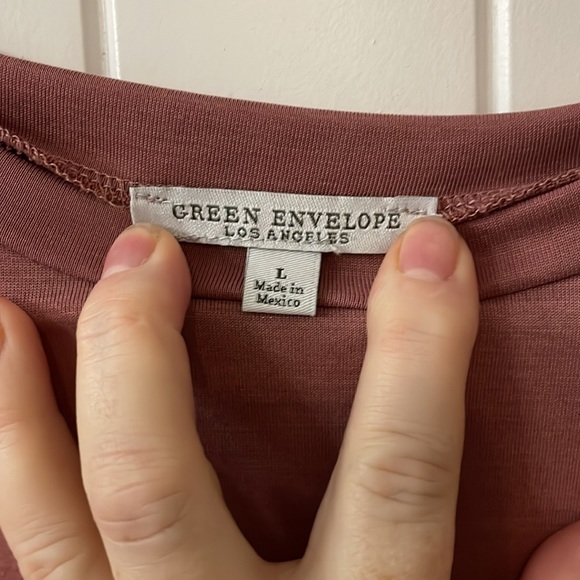 GREEN ENVELOPE
LOS ANGELES
L
Made in
Mexico